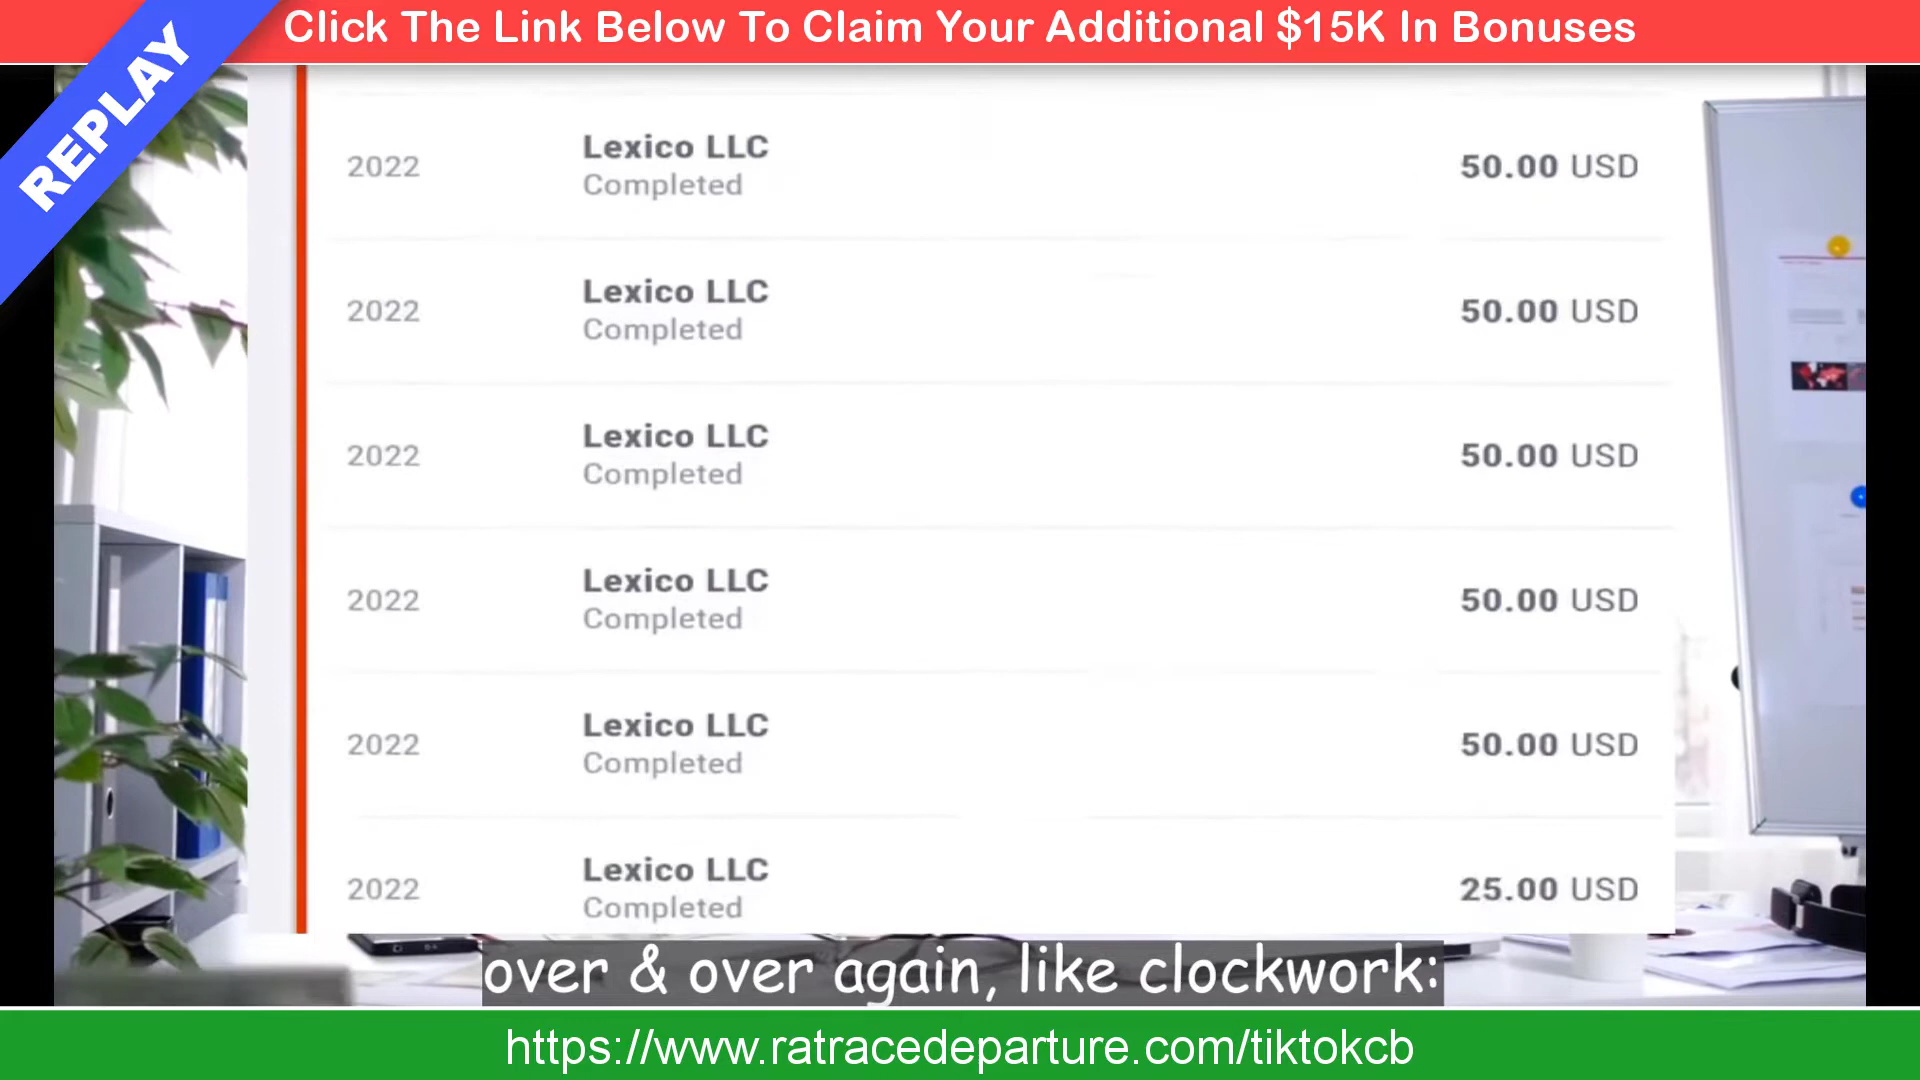 Click The Link Below To Claim Your Additional $15K In Bonuses
REPLAY
2022
Lexico LLC
Completed
50.00 USD
2022
Lexico LLC
Completed
50.00 USD
2022
Lexico LLC
Completed
50.00 USD
2022
Lexico LLC
Completed
50.00 USD
2022
Lexico LLC
Completed
50.00 USD
2022
Lexico LLC
Completed
25.00 USD
over & over again, like clockwork:
https://www.ratracedeparture.com/tiktokcb